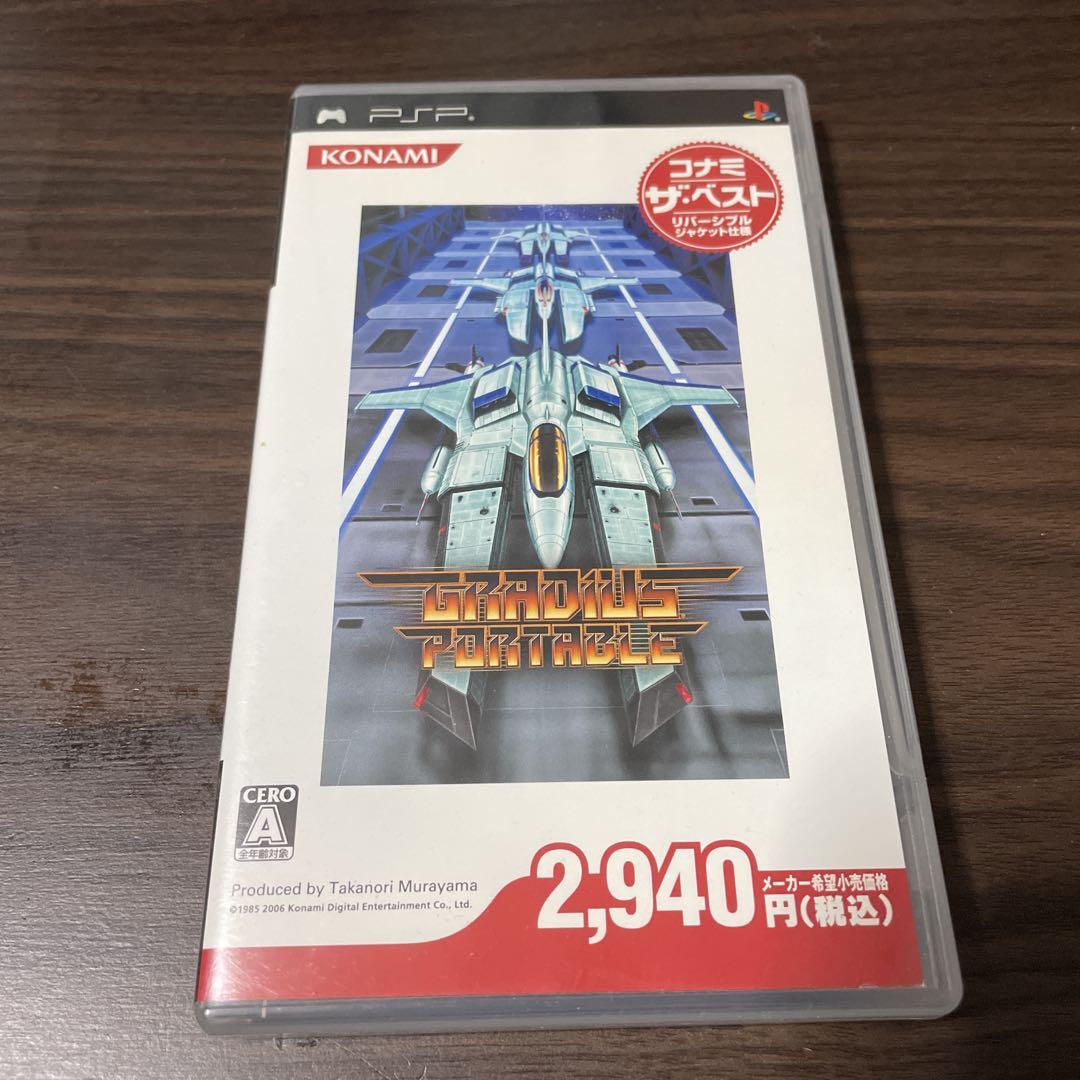 PSP
KONAMI
コナミ
ザ・ベスト
リバーシブル
ジャケット仕様
GRADIUS
PORTABLE
CERO
A
全年齢対象
Produced by Takanori Murayama
©1985 2006 Konami Digital Entertainment Co., Ltd.
2,940
メーカー希望小売価格
円(税込)